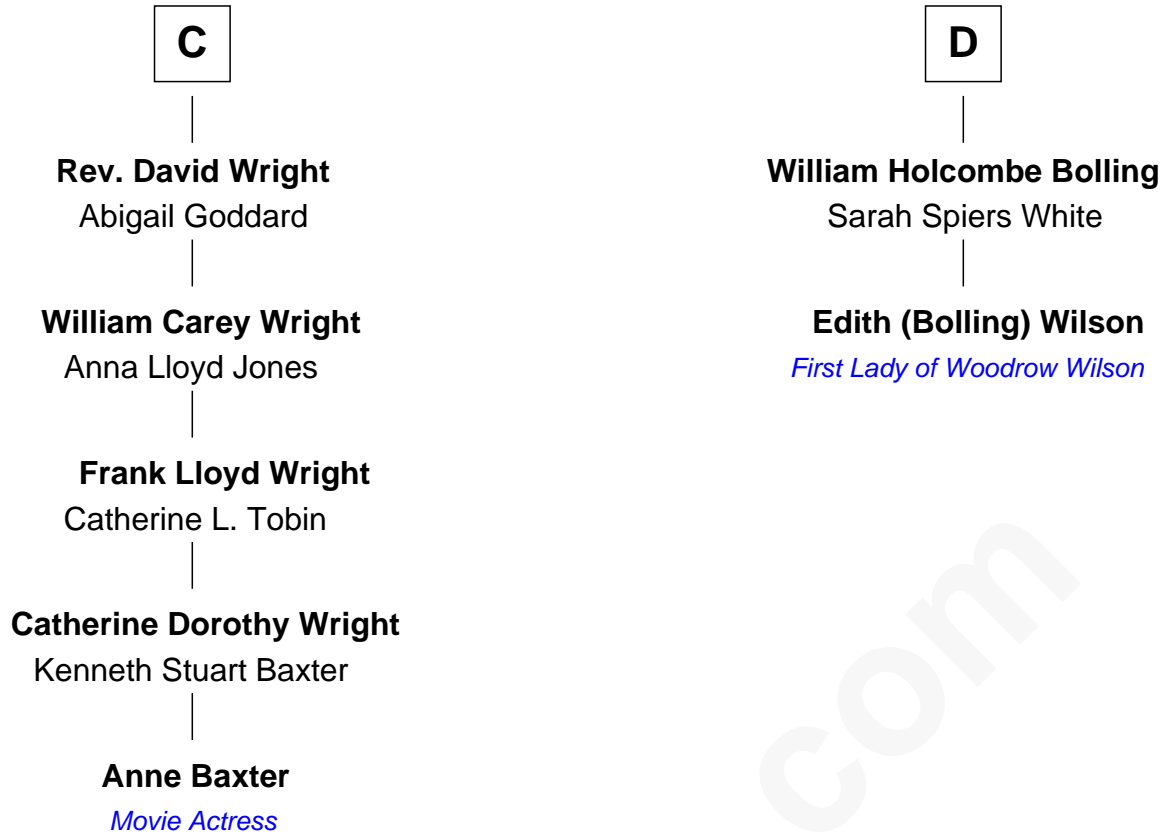 C
Rev. David Wright
Abigail Goddard
William Carey Wright
Anna Lloyd Jones
Frank Lloyd Wright
Catherine L. Tobin
Catherine Dorothy Wright
Kenneth Stuart Baxter
Anne Baxter
Movie Actress
D
William Holcombe Bolling
Sarah Spiers White
Edith (Bolling) Wilson
First Lady of Woodrow Wilson
com